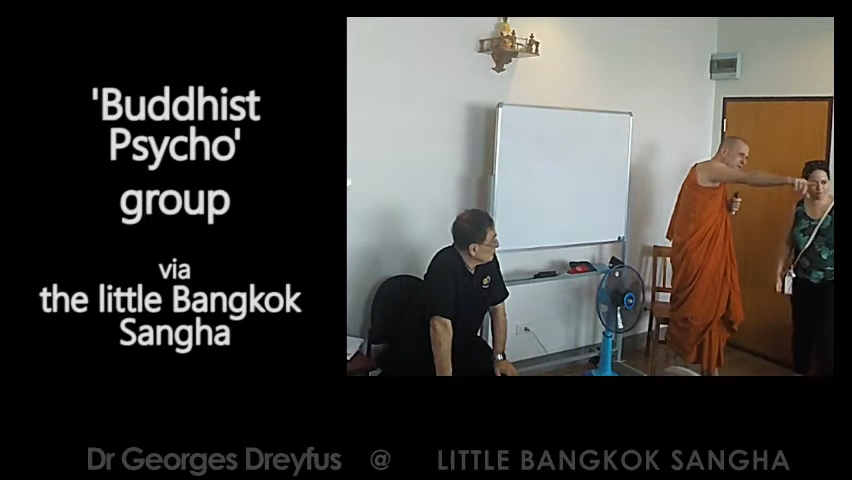 'Buddhist
Psycho'
group
via
the little Bangkok
Sangha
Dr Georges Dreyfus @ LITTLE BANGKOK SANGHA